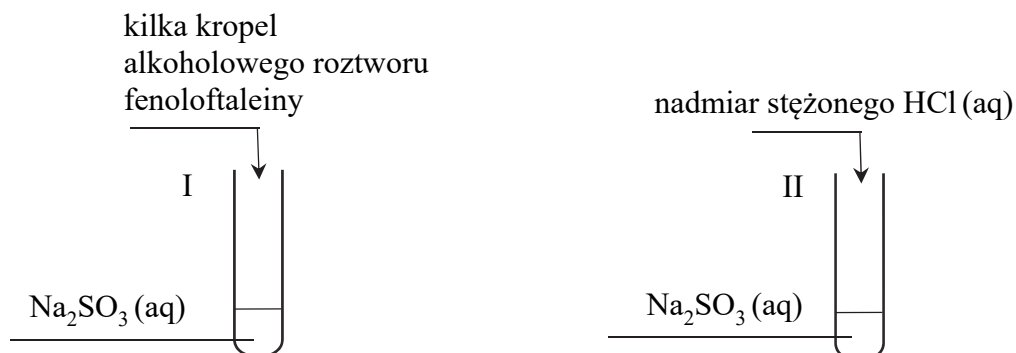 kilka kropel
alkoholowego roztworu
fenoloftaleiny
I
Na₂SO₃ (aq)
nadmiar stężonego HCl (aq)
II
Na₂SO₃ (aq)